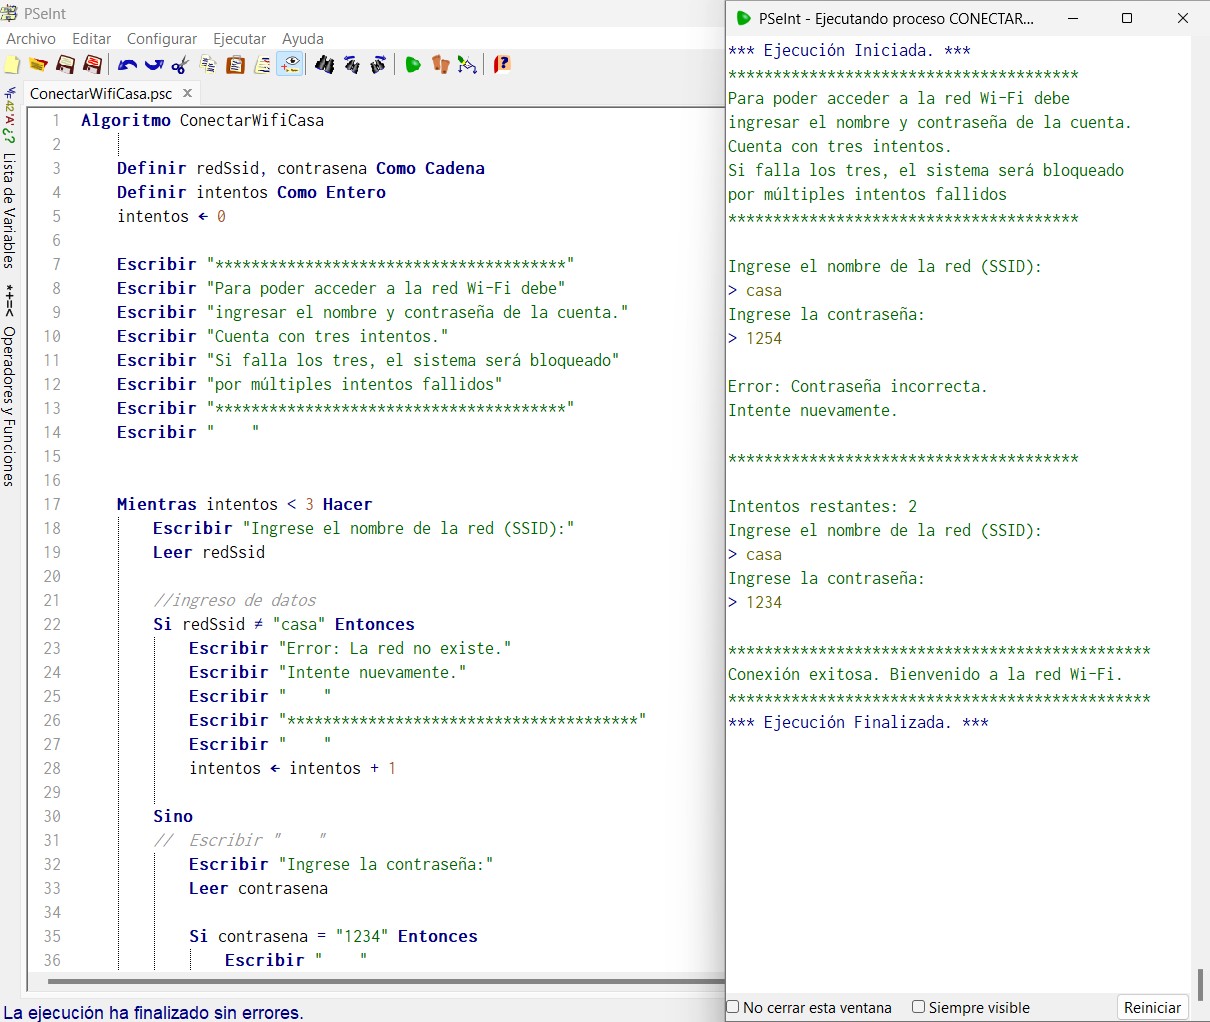 PSeInt
Archivo Editar Configurar Ejecutar Ayuda
ConectarWifiCasa.psc ×
Lista de Variables
*+=< Operadores y Funciones
1 Algoritmo ConectarWifiCasa
2
3 Definir redSsid, contrasena Como Cadena
4 Definir intentos Como Entero
5 intentos ← 0
6
7 Escribir "***************************************"
8 Escribir "Para poder acceder a la red Wi-Fi debe"
9 Escribir "ingresar el nombre y contraseña de la cuenta."
10 Escribir "Cuenta con tres intentos."
11 Escribir "Si falla los tres, el sistema será bloqueado"
12 Escribir "por múltiples intentos fallidos"
13 Escribir "***************************************"
14 Escribir "    "
15
16
17 Mientras intentos < 3 Hacer
18 Escribir "Ingrese el nombre de la red (SSID):"
19 Leer redSsid
20
21 //ingreso de datos
22 Si redSsid ≠ "casa" Entonces
23 Escribir "Error: La red no existe."
24 Escribir "Intente nuevamente."
25 Escribir "    "
26 Escribir "***************************************"
27 Escribir "    "
28 intentos ← intentos + 1
29
30 Sino
31 //  Escribir "    "
32 Escribir "Ingrese la contraseña:"
33 Leer contrasena
34
35 Si contrasena = "1234" Entonces
36 Escribir "    "
La ejecución ha finalizado sin errores.
PSeInt - Ejecutando proceso CONECTAR...
*** Ejecución Iniciada. ***
***************************************
Para poder acceder a la red Wi-Fi debe
ingresar el nombre y contraseña de la cuenta.
Cuenta con tres intentos.
Si falla los tres, el sistema será bloqueado
por múltiples intentos fallidos
***************************************
Ingrese el nombre de la red (SSID):
> casa
Ingrese la contraseña:
> 1254
Error: Contraseña incorrecta.
Intente nuevamente.
***************************************
Intentos restantes: 2
Ingrese el nombre de la red (SSID):
> casa
Ingrese la contraseña:
> 1234
***********************************************
Conexión exitosa. Bienvenido a la red Wi-Fi.
***********************************************
*** Ejecución Finalizada. ***
No cerrar esta ventana Siempre visible Reiniciar